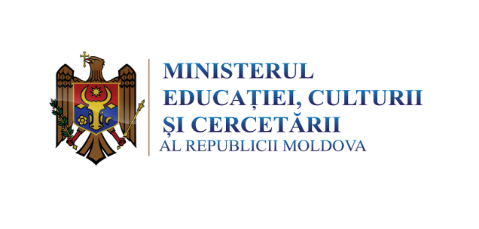 MINISTERUL
EDUCAȚIEI, CULTURII
ȘI CERCETĂRII
AL REPUBLICII MOLDOVA